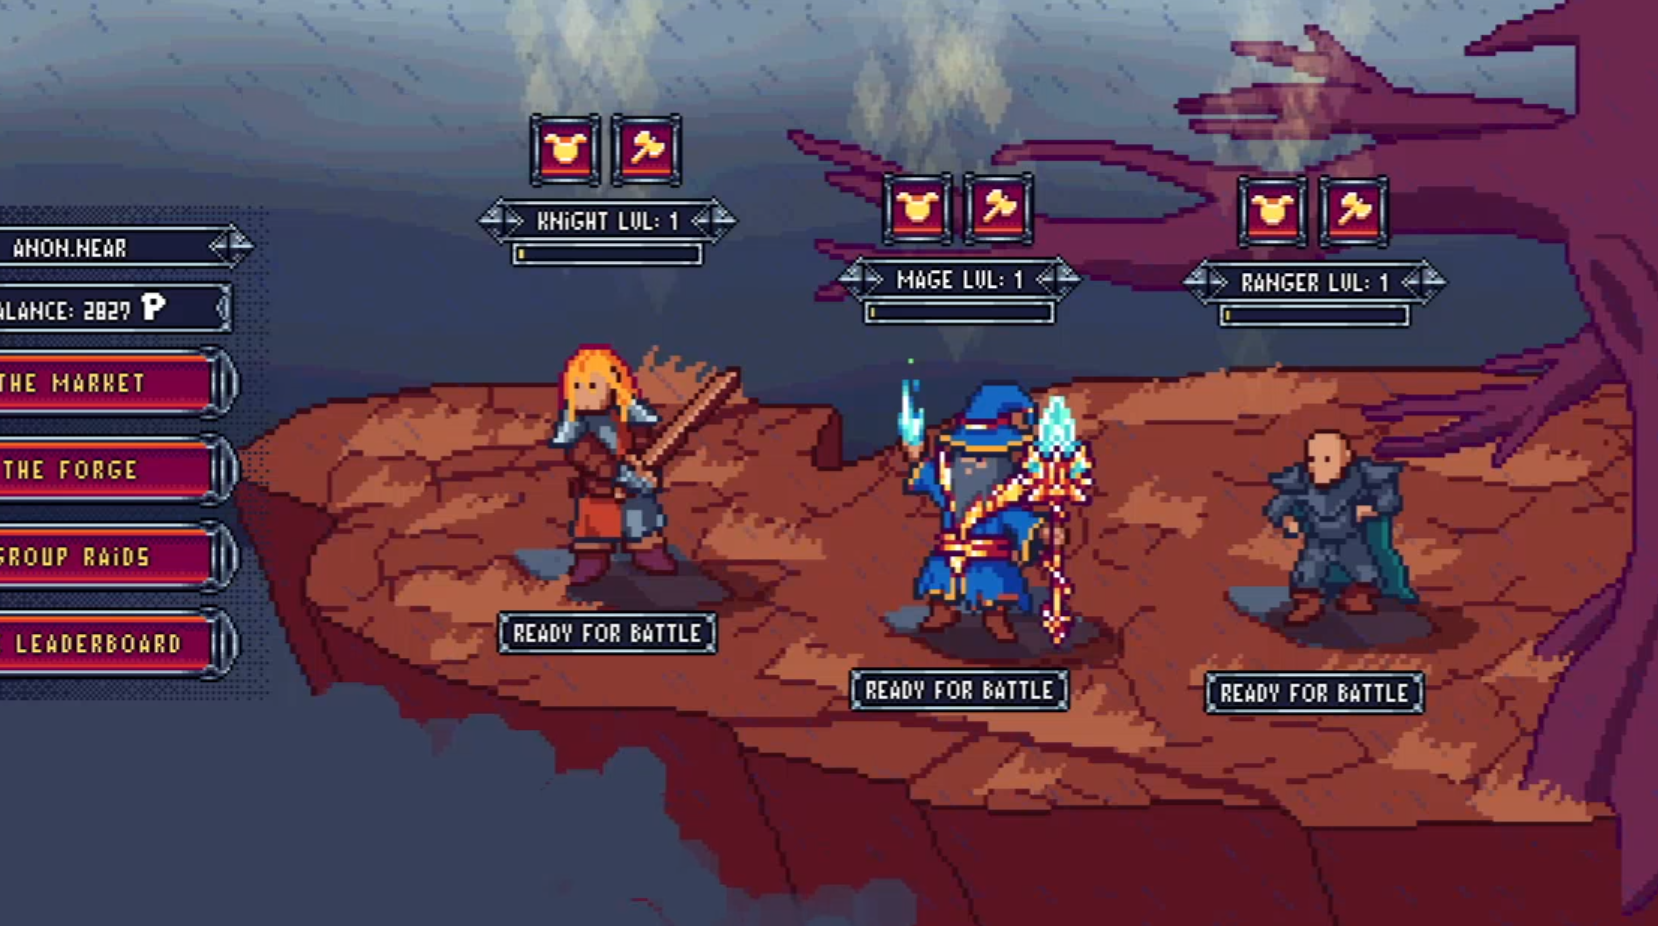 KNiGHT LVL: 1
MAGE LVL: 1
RANGER LVL: 1
ANON.NEAR
ALANCE: 2827 P
THE MARKET
THE FORGE
GROUP RAiDS
LEADERBOARD
READY FOR BATTLE
READY FOR BATTLE
READY FOR BATTLE